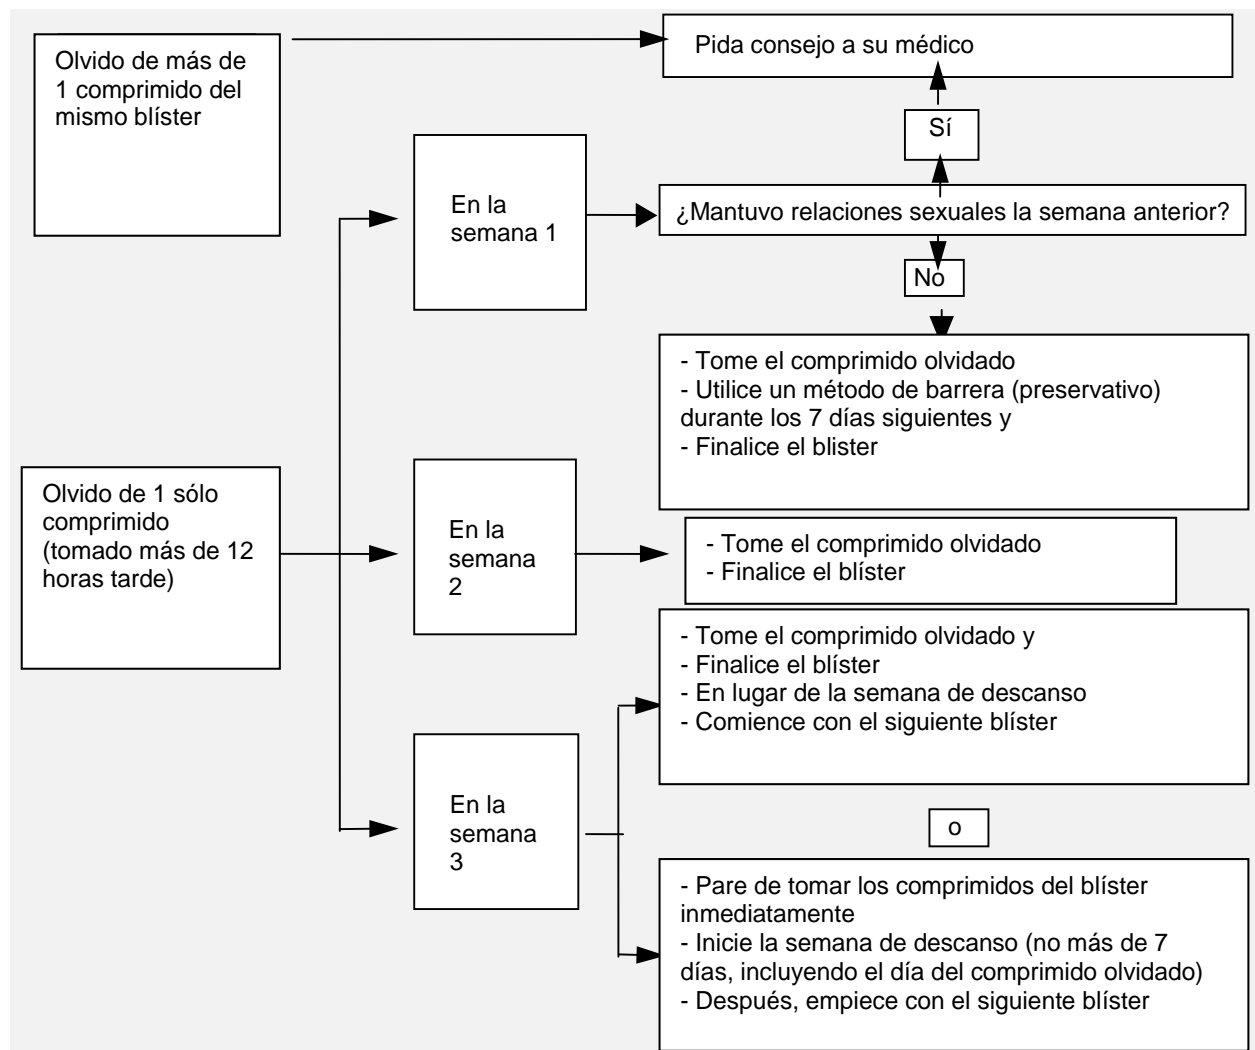 Olvido de más de
1 comprimido del
mismo blíster
Pida consejo a su médico
Sí
En la
semana 1
¿Mantuvo relaciones sexuales la semana anterior?
No
- Tome el comprimido olvidado
- Utilice un método de barrera (preservativo)
durante los 7 días siguientes y
- Finalice el blister
Olvido de 1 sólo
comprimido
(tomado más de 12
horas tarde)
En la
semana
2
- Tome el comprimido olvidado
- Finalice el blíster
- Tome el comprimido olvidado y
- Finalice el blíster
- En lugar de la semana de descanso
- Comience con el siguiente blíster
En la
semana
3
o
- Pare de tomar los comprimidos del blíster
inmediatamente
- Inicie la semana de descanso (no más de 7
días, incluyendo el día del comprimido olvidado)
- Después, empiece con el siguiente blíster